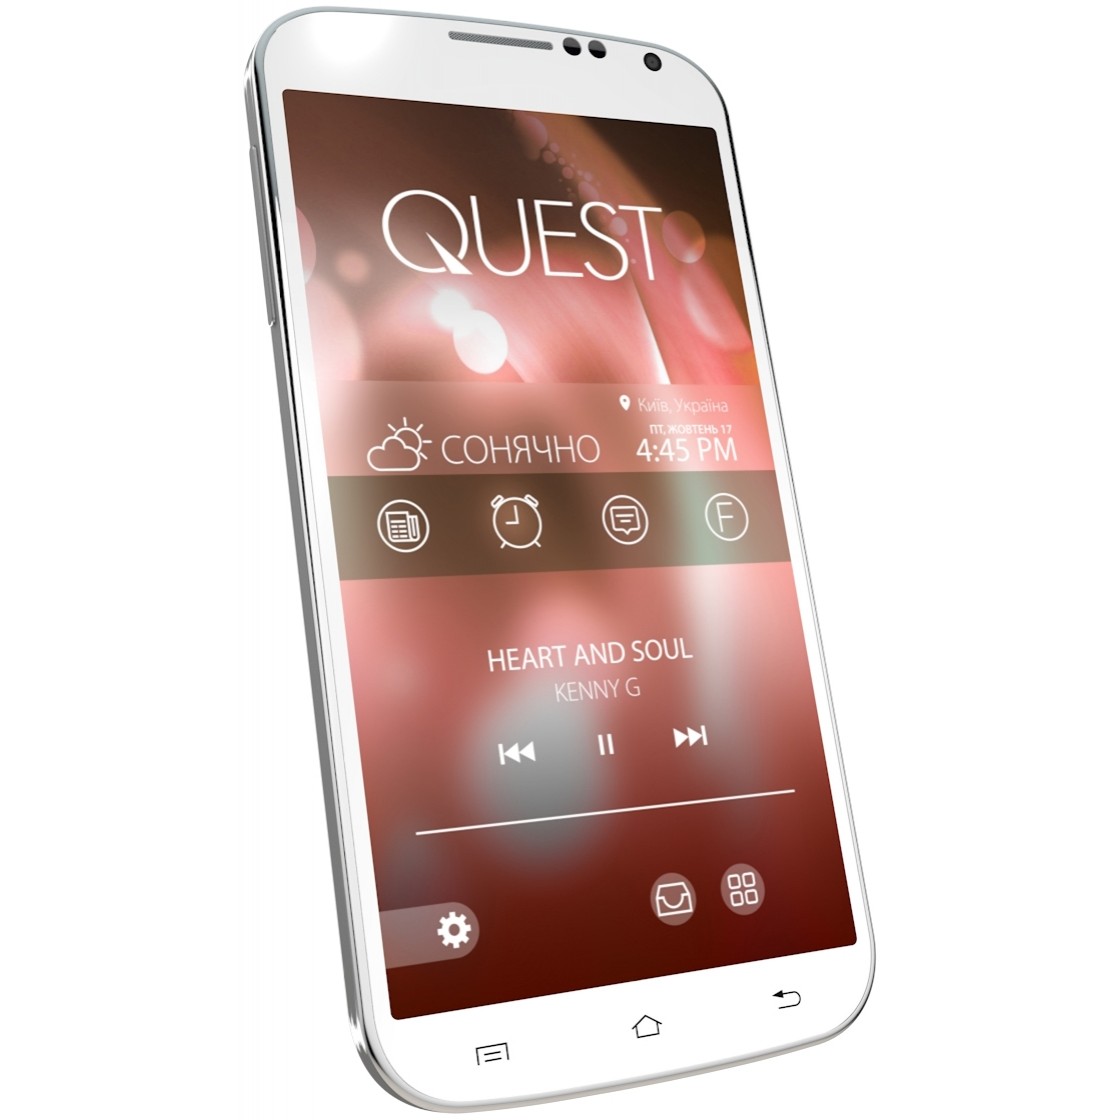 QUEST
Київ, Україна
ПТ, ЖОВТЕНЬ 17
4:45 PM
СОНЯЧНО
F
HEART AND SOUL
KENNY G